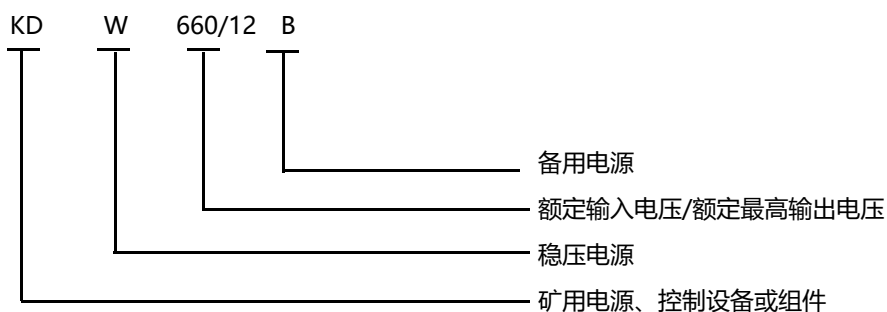 KD W 660/12 B
备用电源
额定输入电压/额定最高输出电压
稳压电源
矿用电源、控制设备或组件